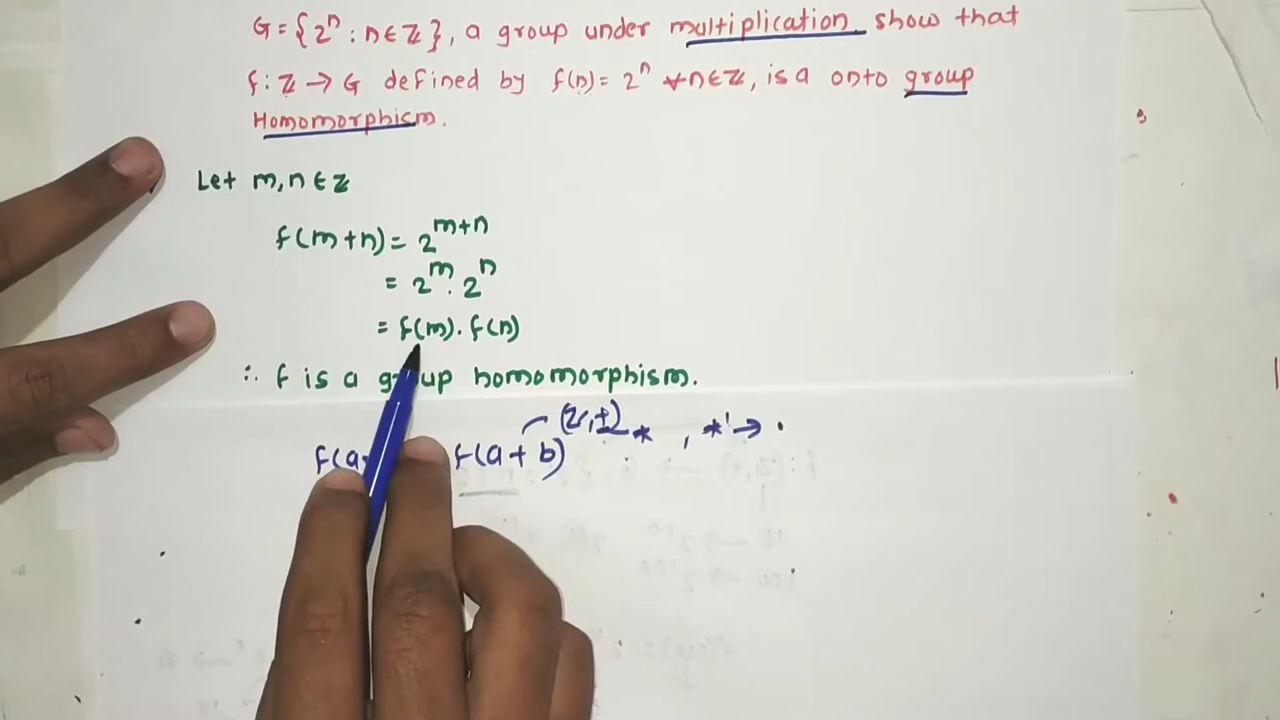 G = {2ⁿ : n ∈ ℤ}, a group under multiplication. show that
f : ℤ → G defined by f(n) = 2ⁿ ∀ n ∈ ℤ, is a onto group
Homomorphism.
Let m, n ∈ ℤ
f(m+n) = 2^(m+n)
= 2^m . 2^n
= f(m) . f(n)
∴ f is a group homomorphism.
(ℤ, +) * , *' → ·
f(a f(a + b)